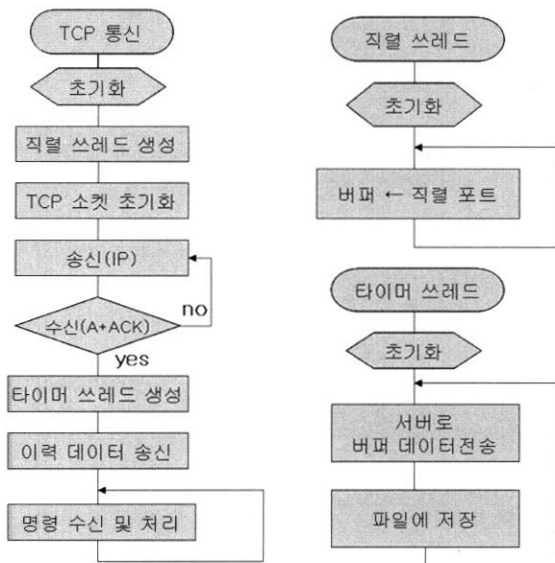 TCP 통신
초기화
직렬 쓰레드 생성
TCP 소켓 초기화
송신(IP)
no
수신(A+ACK)
yes
타이머 쓰레드 생성
이력 데이터 송신
명령 수신 및 처리
직렬 쓰레드
초기화
버퍼 ← 직렬 포트
타이머 쓰레드
초기화
서버로
버퍼 데이터전송
파일에 저장